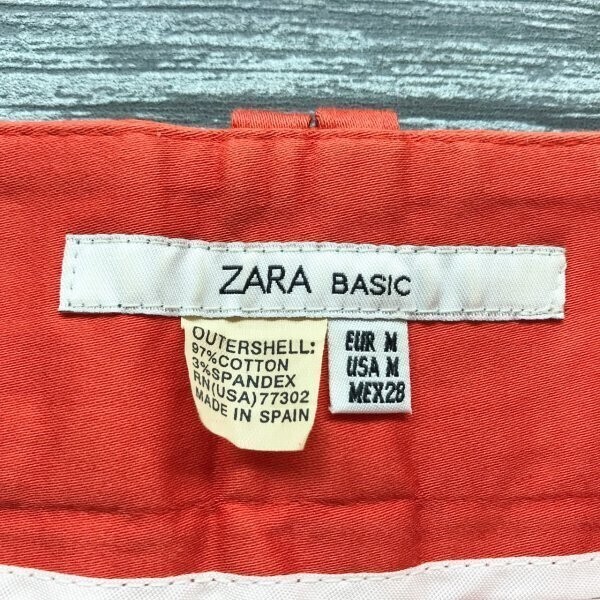 ZARA BASIC
OUTERSHELL:
97%COTTON
3%SPANDEX
RN(USA)77302
MADE IN SPAIN
EUR M
USA M
MEX28